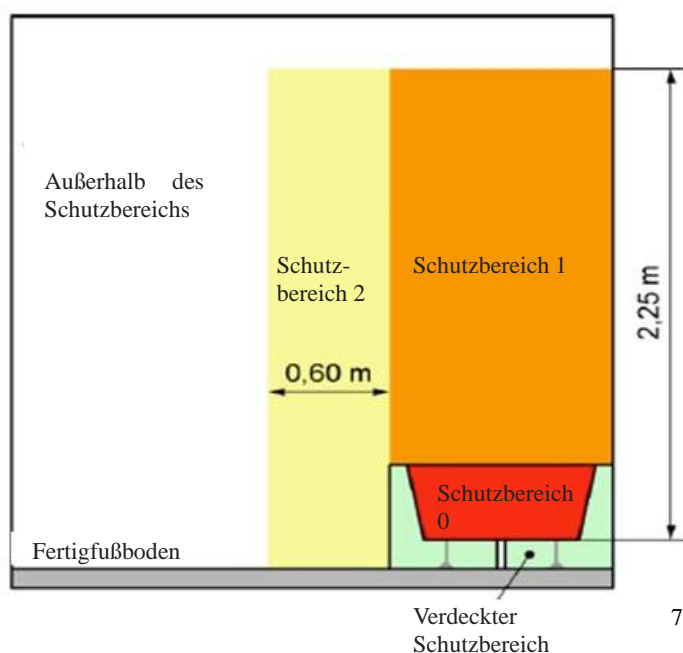 Außerhalb des
Schutzbereichs
Schutz-
bereich 2
Schutzbereich 1
2,25 m
0,60 m
Schutzbereich
0
Fertigfußboden
Verdeckter
Schutzbereich
7